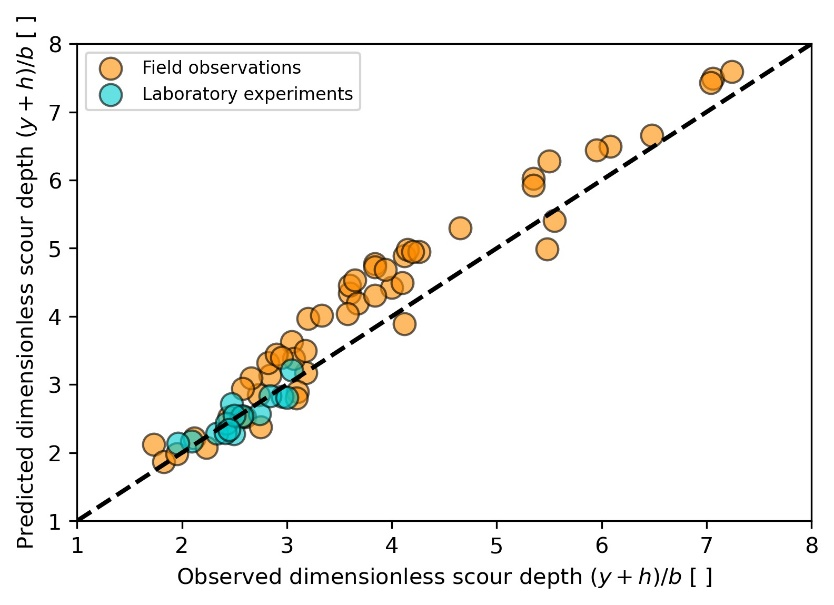 Predicted dimensionless scour depth (y + h)/b [ ]
8
7
6
5
4
3
2
1
Field observations
Laboratory experiments
1 2 3 4 5 6 7 8
Observed dimensionless scour depth (y + h)/b [ ]